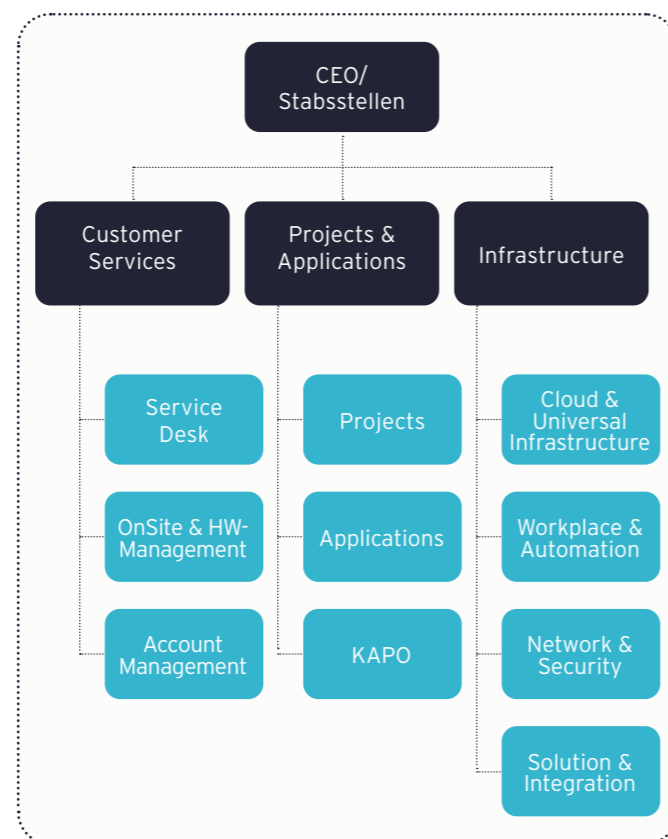 CEO/
Stabsstellen
Customer
Services
Projects &
Applications
Infrastructure
Service
Desk
OnSite & HW-
Management
Account
Management
Projects
Applications
KAPO
Cloud &
Universal
Infrastructure
Workplace &
Automation
Network &
Security
Solution &
Integration